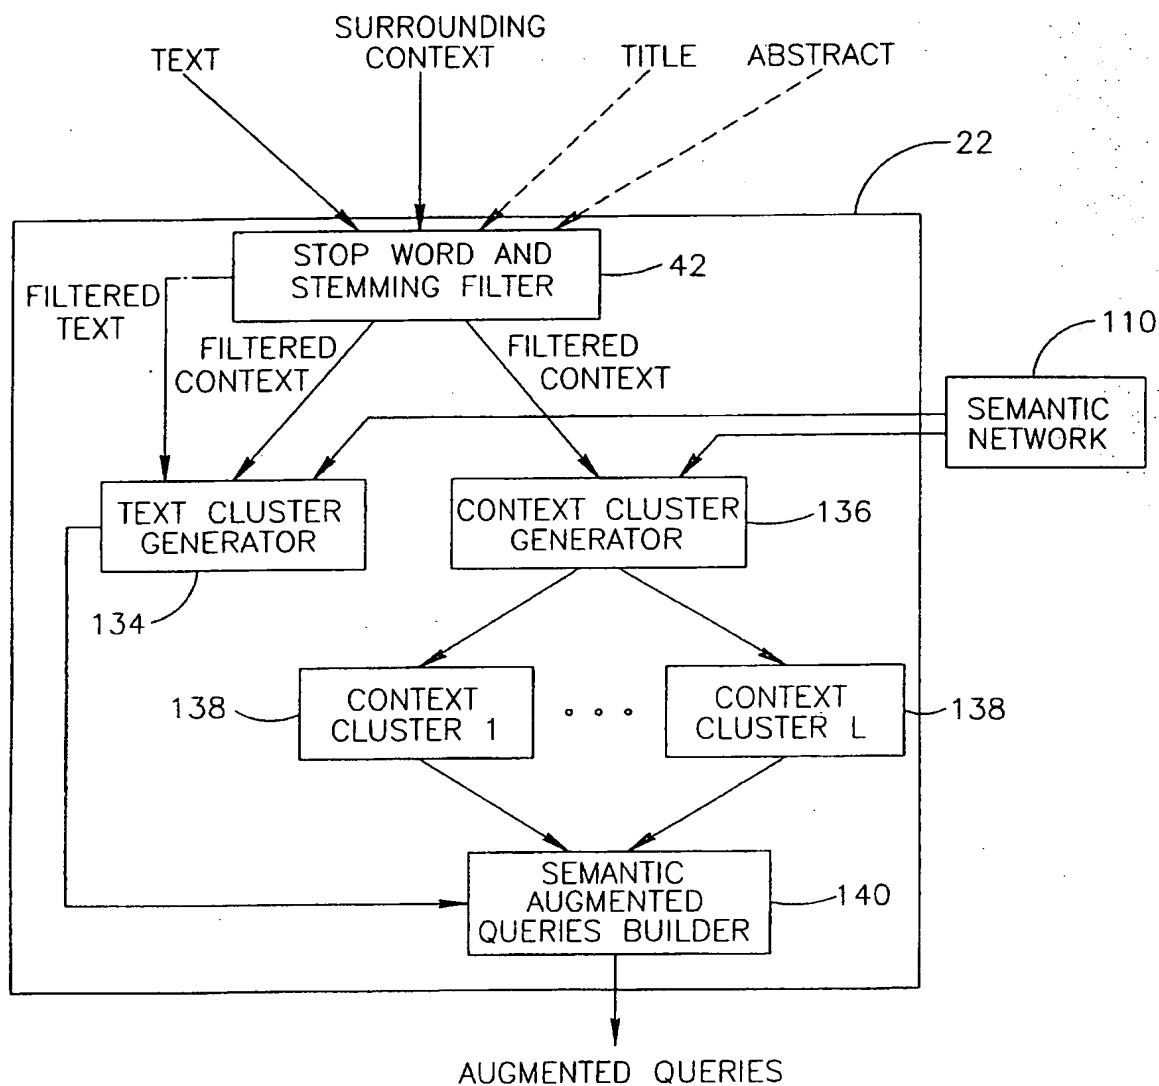 SURROUNDING
CONTEXT
TEXT
TITLE
ABSTRACT
22
STOP WORD AND
STEMMING FILTER
42
FILTERED
TEXT
FILTERED
CONTEXT
FILTERED
CONTEXT
110
SEMANTIC
NETWORK
TEXT CLUSTER
GENERATOR
134
CONTEXT CLUSTER
GENERATOR
136
138
CONTEXT
CLUSTER 1
CONTEXT
CLUSTER L
138
SEMANTIC
AUGMENTED
QUERIES BUILDER
140
AUGMENTED QUERIES